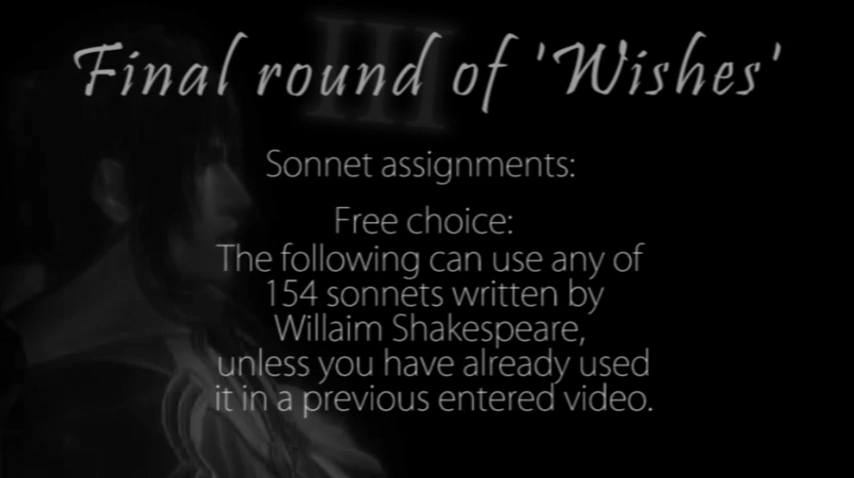 III
Final round of 'Wishes'
Sonnet assignments:
Free choice:
The following can use any of
154 sonnets written by
Willaim Shakespeare,
unless you have already used
it in a previous entered video.